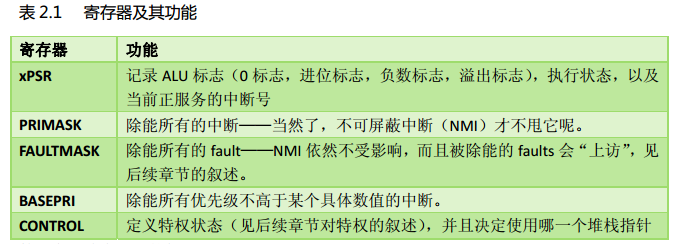 表 2.1 寄存器及其功能
寄存器 功能
xPSR 记录 ALU 标志（0 标志，进位标志，负数标志，溢出标志），执行状态，以及
当前正服务的中断号
PRIMASK 除能所有的中断——当然了，不可屏蔽中断（NMI）才不甩它呢。
FAULTMASK 除能所有的 fault——NMI 依然不受影响，而且被除能的 faults 会“上访”，见
后续章节的叙述。
BASEPRI 除能所有优先级不高于某个具体数值的中断。
CONTROL 定义特权状态（见后续章节对特权的叙述），并且决定使用哪一个堆栈指针